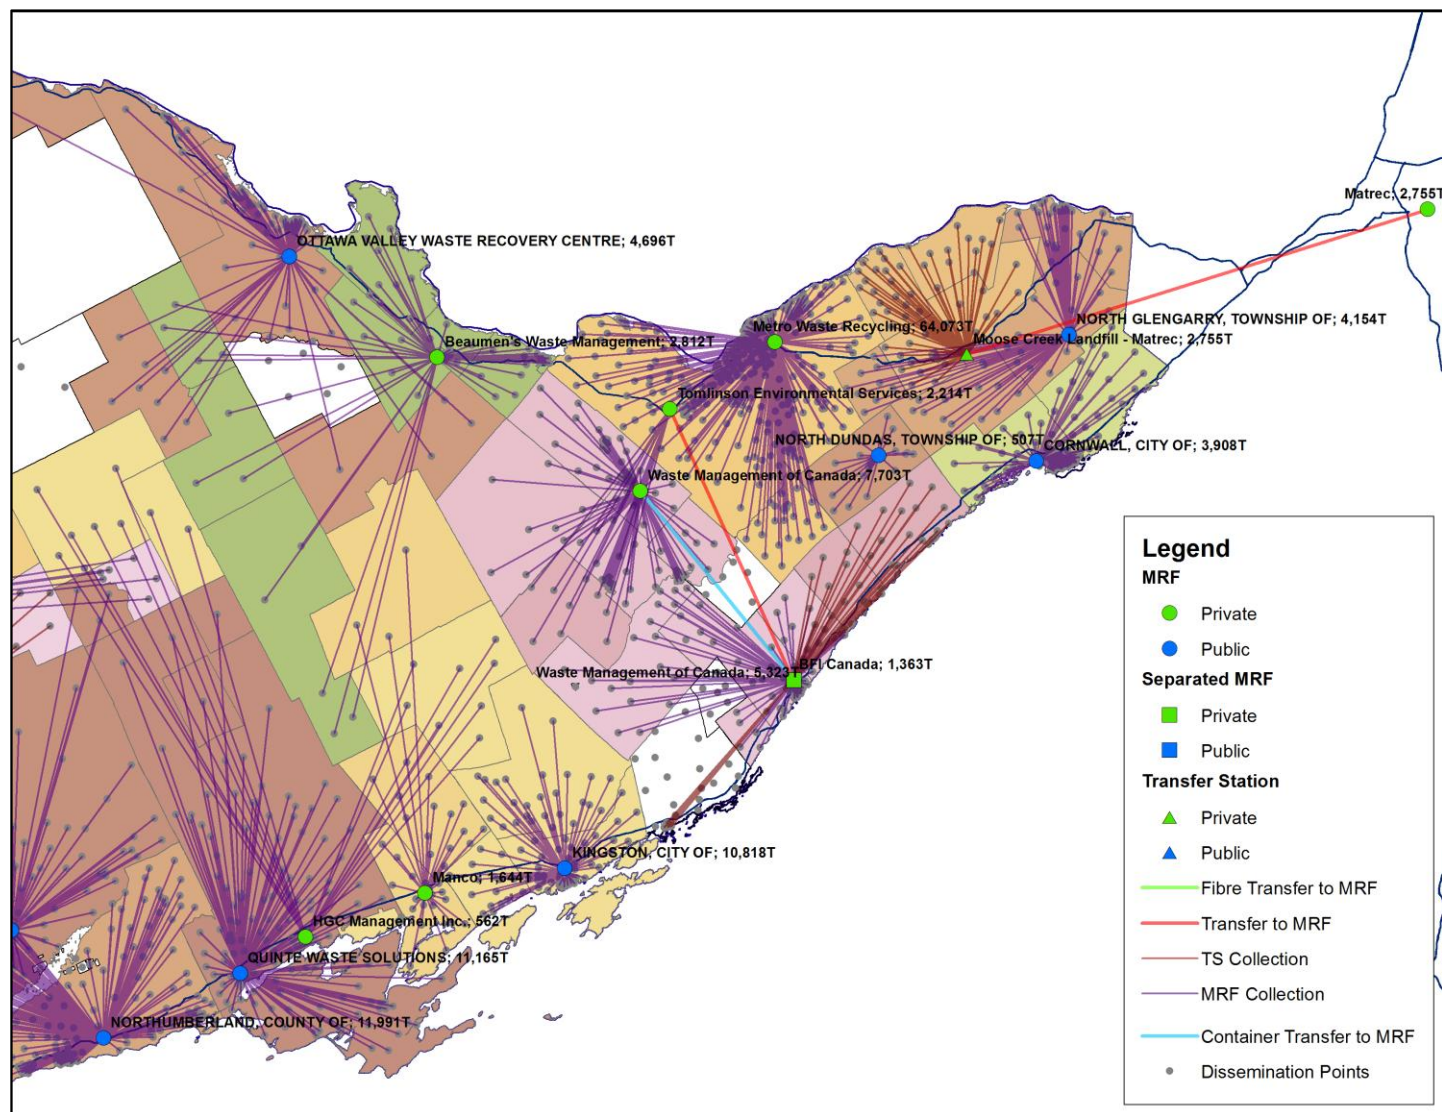 Matrec; 2,755T
OTTAWA VALLEY WASTE RECOVERY CENTRE; 4,696T
NORTH GLENGARRY, TOWNSHIP OF; 4,154T
Metro Waste Recycling; 64,073T
Moose Creek Landfill - Matrec; 2,755T
Beaumen's Waste Management; 2,812T
Tomlinson Environmental Services; 2,214T
NORTH DUNDAS, TOWNSHIP OF; 507T
CORNWALL, CITY OF; 3,908T
Waste Management of Canada; 7,703T
BFI Canada; 1,363T
Waste Management of Canada; 5,323T
KINGSTON, CITY OF; 10,818T
Manco; 1,644T
HGC Management Inc.; 562T
QUINTE WASTE SOLUTIONS; 11,165T
NORTHUMBERLAND, COUNTY OF; 11,991T
Legend
MRF
Private
Public
Separated MRF
Private
Public
Transfer Station
Private
Public
Fibre Transfer to MRF
Transfer to MRF
TS Collection
MRF Collection
Container Transfer to MRF
Dissemination Points